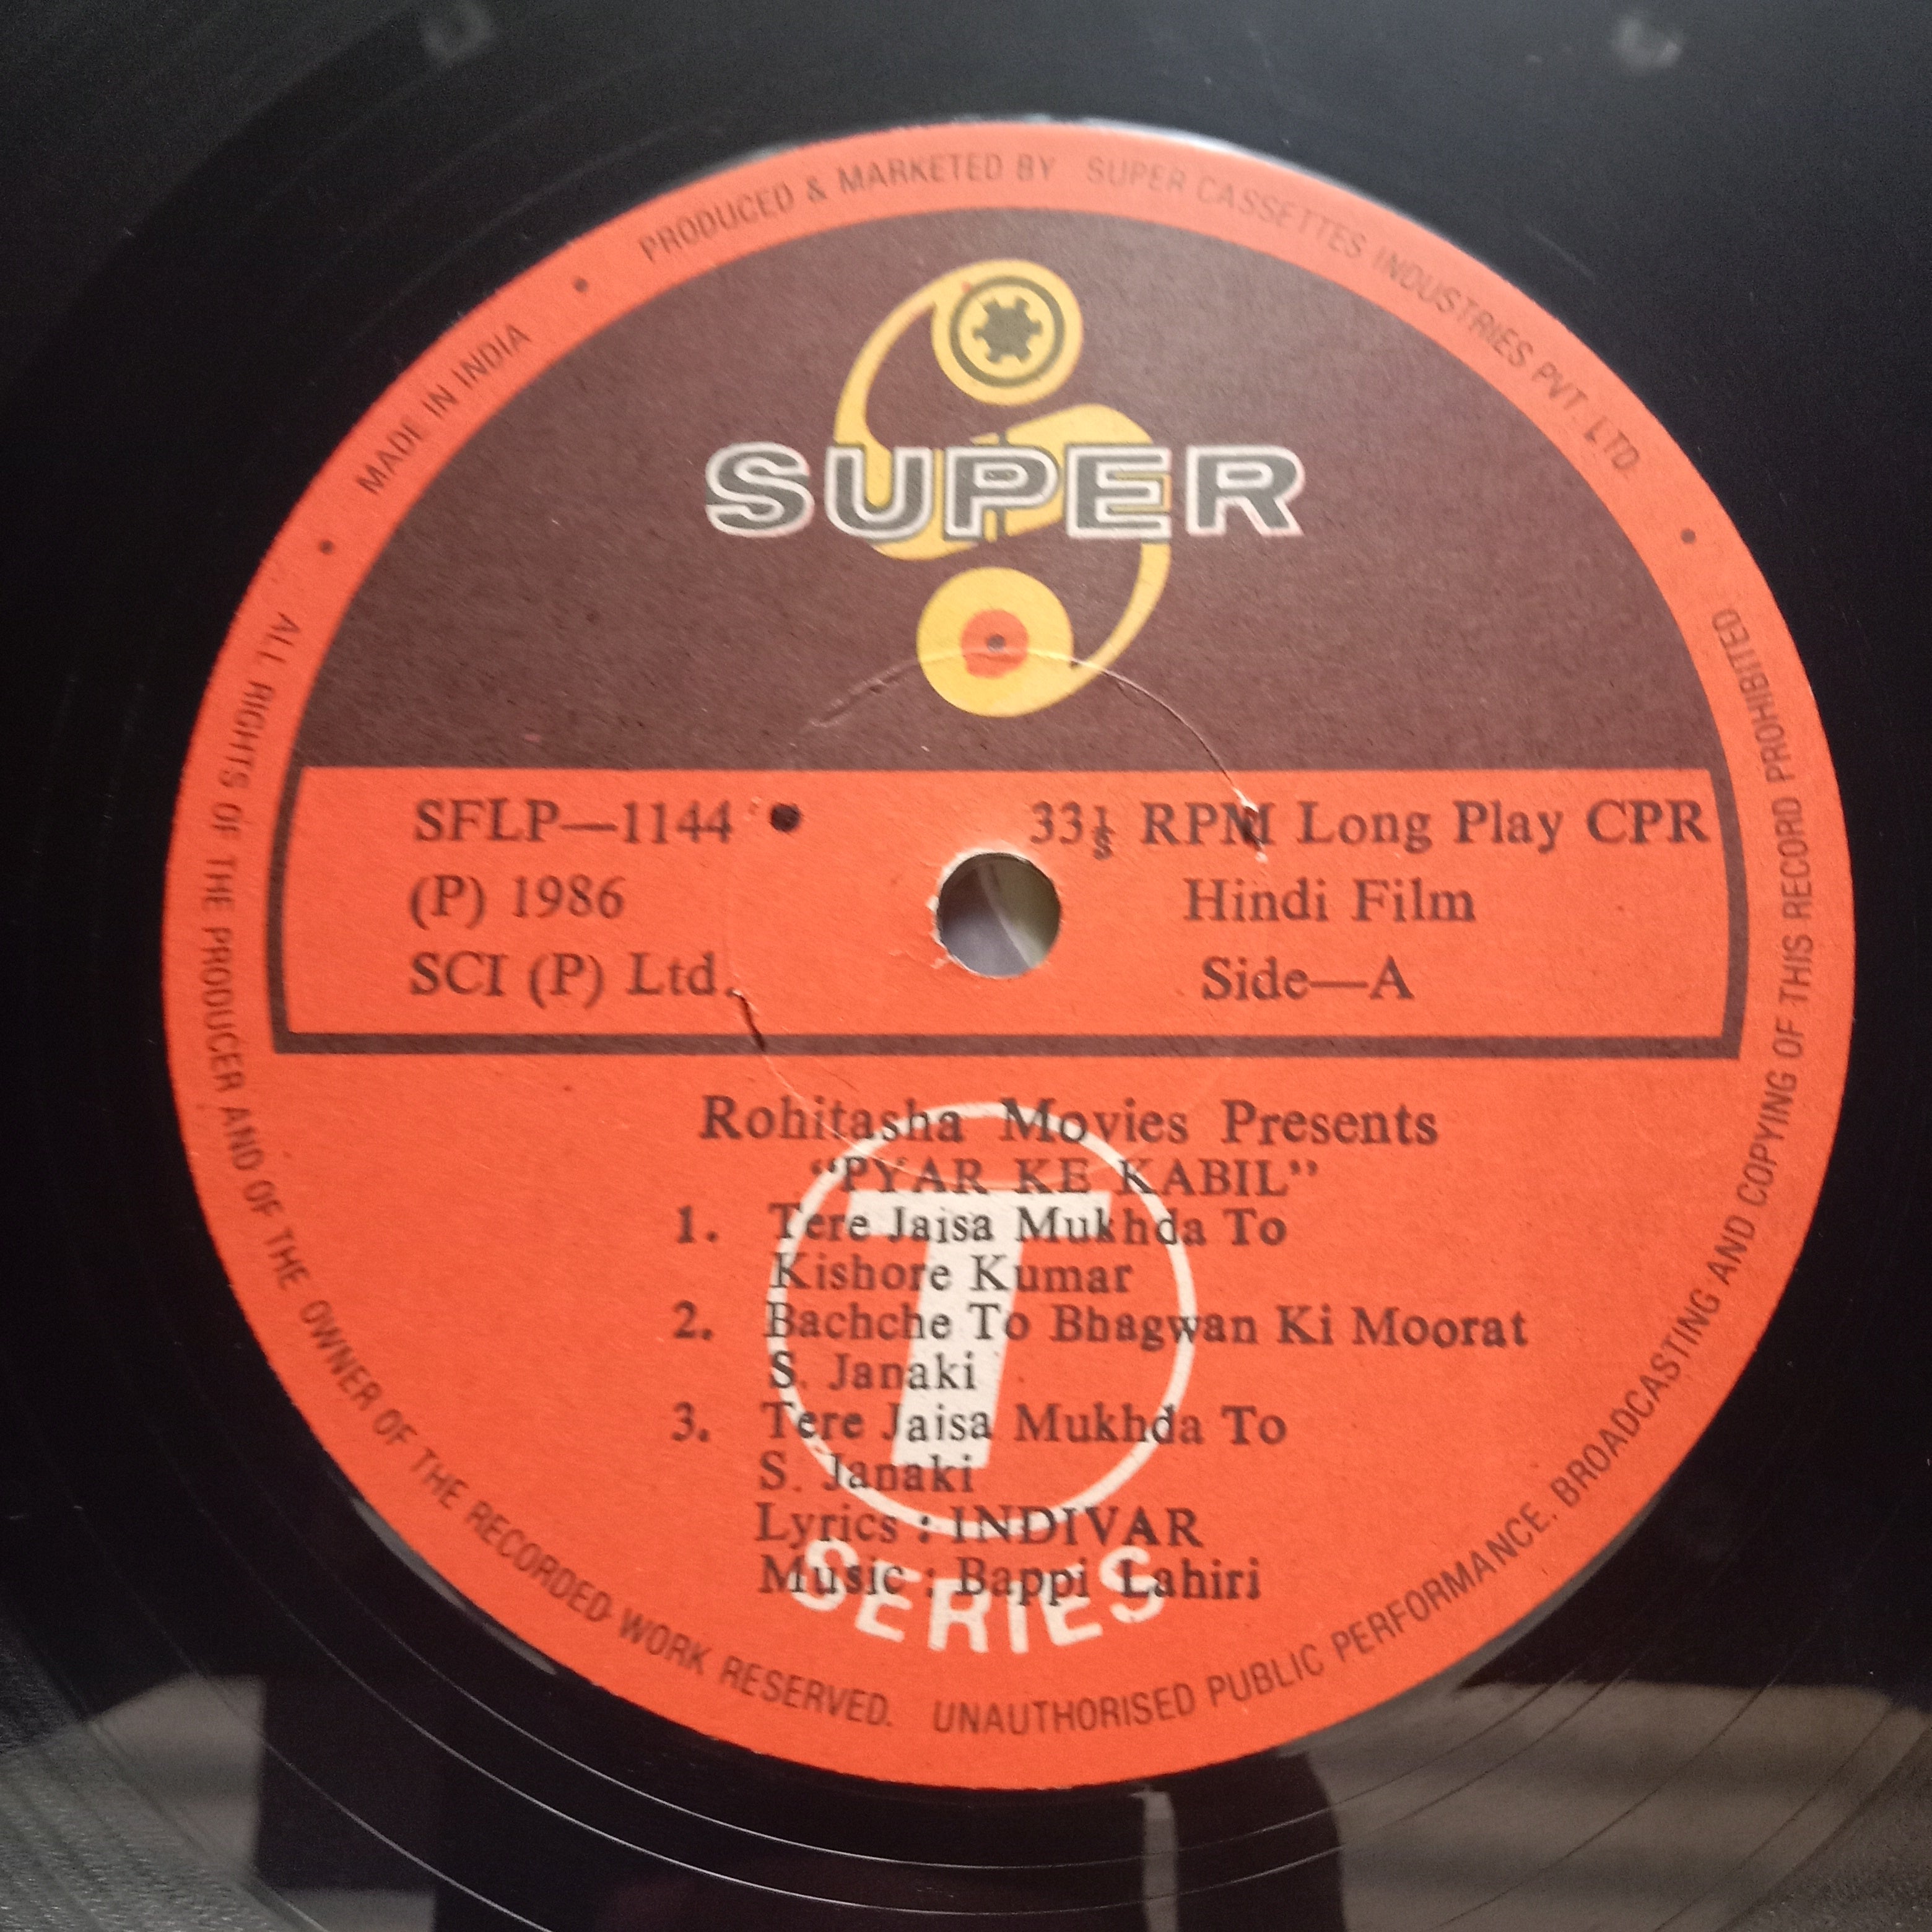 MADE IN INDIA • PRODUCED & MARKETED BY SUPER CASSETTES INDUSTRIES PVT. LTD. •
SUPER
SFLP—1144 •
33⅓ RPM Long Play CPR
(P) 1986
Hindi Film
SCI (P) Ltd.
Side—A
Rohitasha Movies Presents
“PYAR KE KABIL”
1. Tere Jaisa Mukhda To
Kishore Kumar
2. Bachche To Bhagwan Ki Moorat
S. Janaki
3. Tere Jaisa Mukhda To
S. Janaki
Lyrics : INDIVAR
Music : Bappi Lahiri
T
SERIES
• ALL RIGHTS OF THE PRODUCER AND OF THE OWNER OF THE RECORDED WORK RESERVED. UNAUTHORISED PUBLIC PERFORMANCE. BROADCASTING AND COPYING OF THIS RECORD PROHIBITED